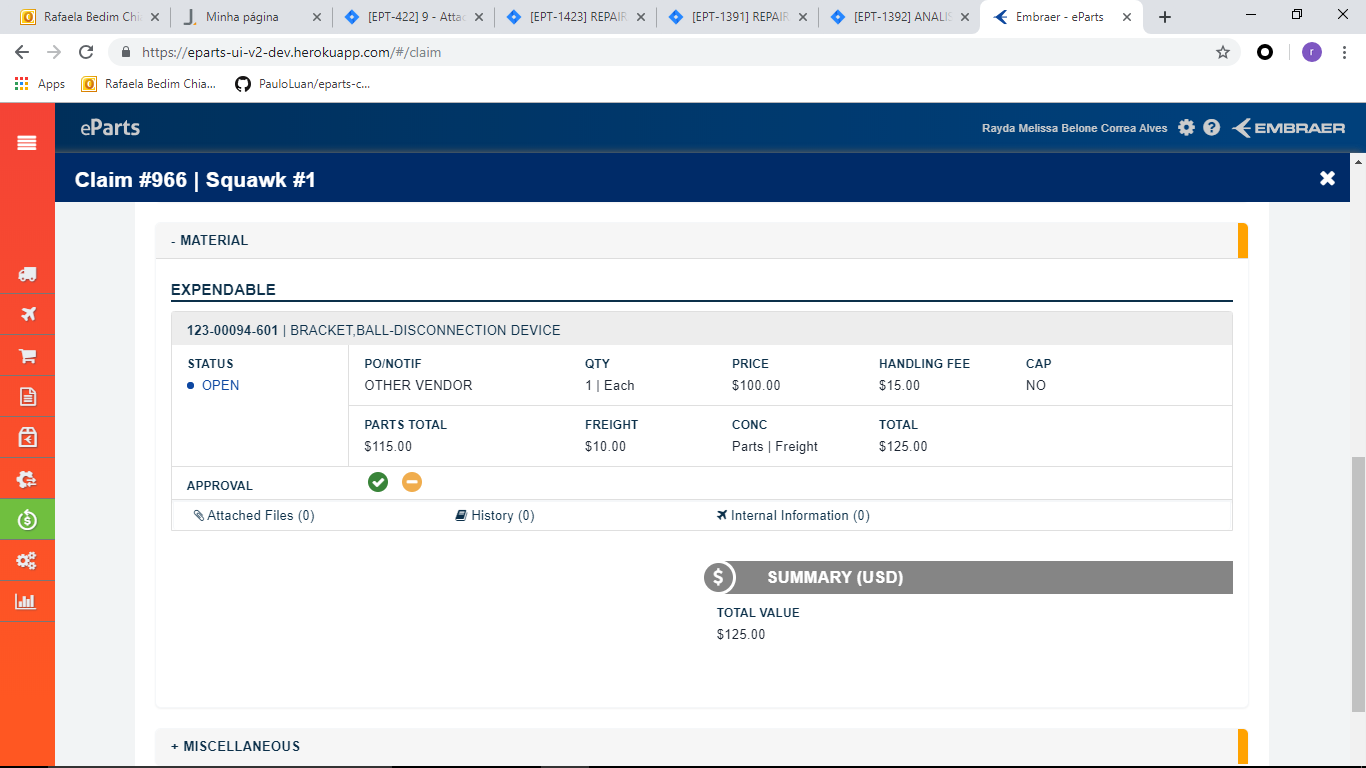 Rafaela Bedim Chi
Minha página
[EPT-422] 9 - Atta
[EPT-1423] REPAIR
[EPT-1391] REPAIR
[EPT-1392] ANALIS
Embraer - eParts
https://eparts-ui-v2-dev.herokuapp.com/#/claim
r
Apps
Rafaela Bedim Chia...
PauloLuan/eparts-c...
eParts
Rayda Melissa Belone Correa Alves
EMBRAER
Claim #966 | Squawk #1
- MATERIAL
EXPENDABLE
123-00094-601 | BRACKET,BALL-DISCONNECTION DEVICE
STATUS PO/NOTIF QTY PRICE HANDLING FEE CAP
OPEN OTHER VENDOR 1 | Each $100.00 $15.00 NO
PARTS TOTAL FREIGHT CONC TOTAL
$115.00 $10.00 Parts | Freight $125.00
APPROVAL
Attached Files (0) History (0) Internal Information (0)
$ SUMMARY (USD)
TOTAL VALUE
$125.00
+ MISCELLANEOUS